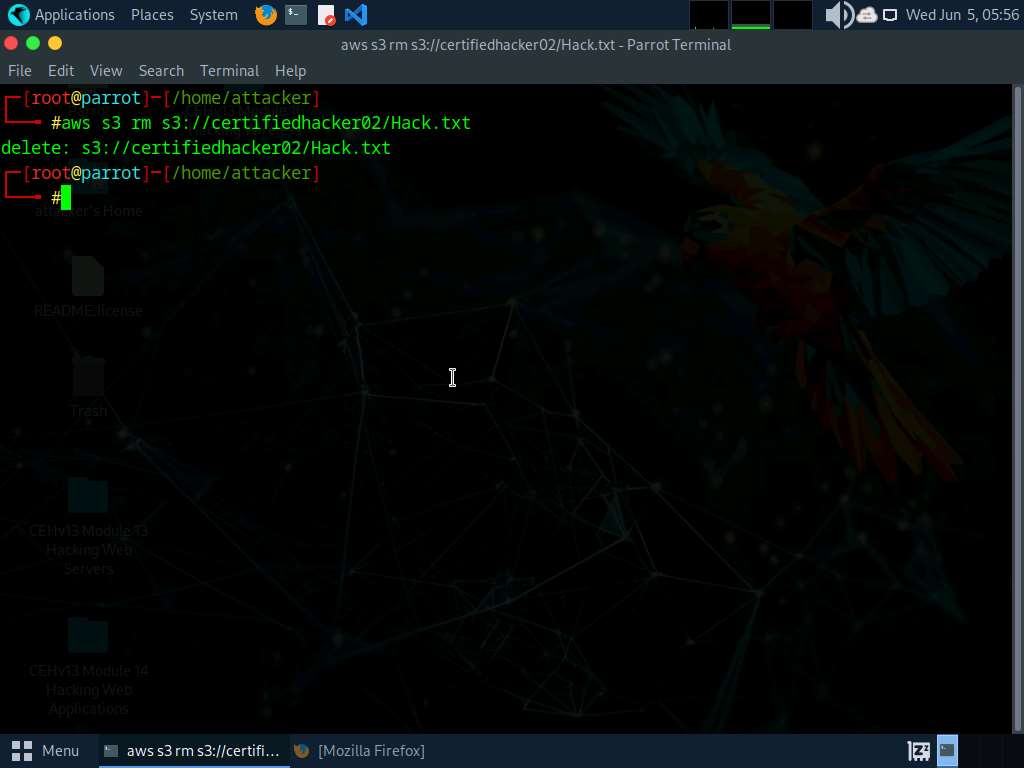 Applications Places System Wed Jun 5, 05:56
aws s3 rm s3://certifiedhacker02/Hack.txt - Parrot Terminal
File Edit View Search Terminal Help
┌─[root@parrot]─[/home/attacker]
└──╼ #aws s3 rm s3://certifiedhacker02/Hack.txt
delete: s3://certifiedhacker02/Hack.txt
┌─[root@parrot]─[/home/attacker]
└──╼ #
attacker's Home
README.license
Trash
CEHv13 Module 13
Hacking Web
Servers
CEHv13 Module 14
Hacking Web
Applications
Menu aws s3 rm s3://certifi... [Mozilla Firefox]